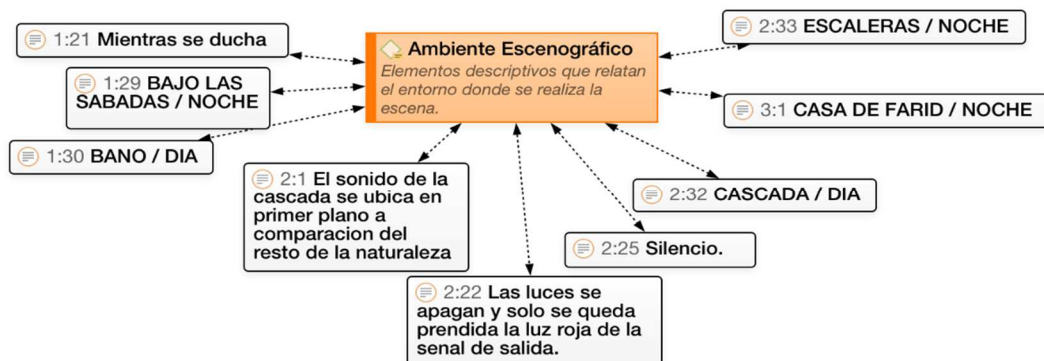 1:21 Mientras se ducha
1:29 BAJO LAS
SABADAS / NOCHE
1:30 BANO / DIA
Ambiente Escenográfico
Elementos descriptivos que relatan
el entorno donde se realiza la
escena.
2:33 ESCALERAS / NOCHE
3:1 CASA DE FARID / NOCHE
2:1 El sonido de la
cascada se ubica en
primer plano a
comparacion del
resto de la naturaleza
2:32 CASCADA / DIA
2:25 Silencio.
2:22 Las luces se
apagan y solo se queda
prendida la luz roja de la
senal de salida.